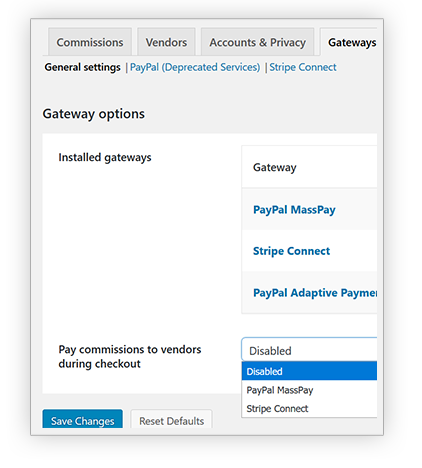 Commissions Vendors Accounts & Privacy Gateways
General settings | PayPal (Deprecated Services) | Stripe Connect
Gateway options
Installed gateways
Gateway
PayPal MassPay
Stripe Connect
PayPal Adaptive
Pay commissions to vendors
during checkout
Disabled
Disabled
PayPal MassPay
Stripe Connect
Save Changes Reset Defaults